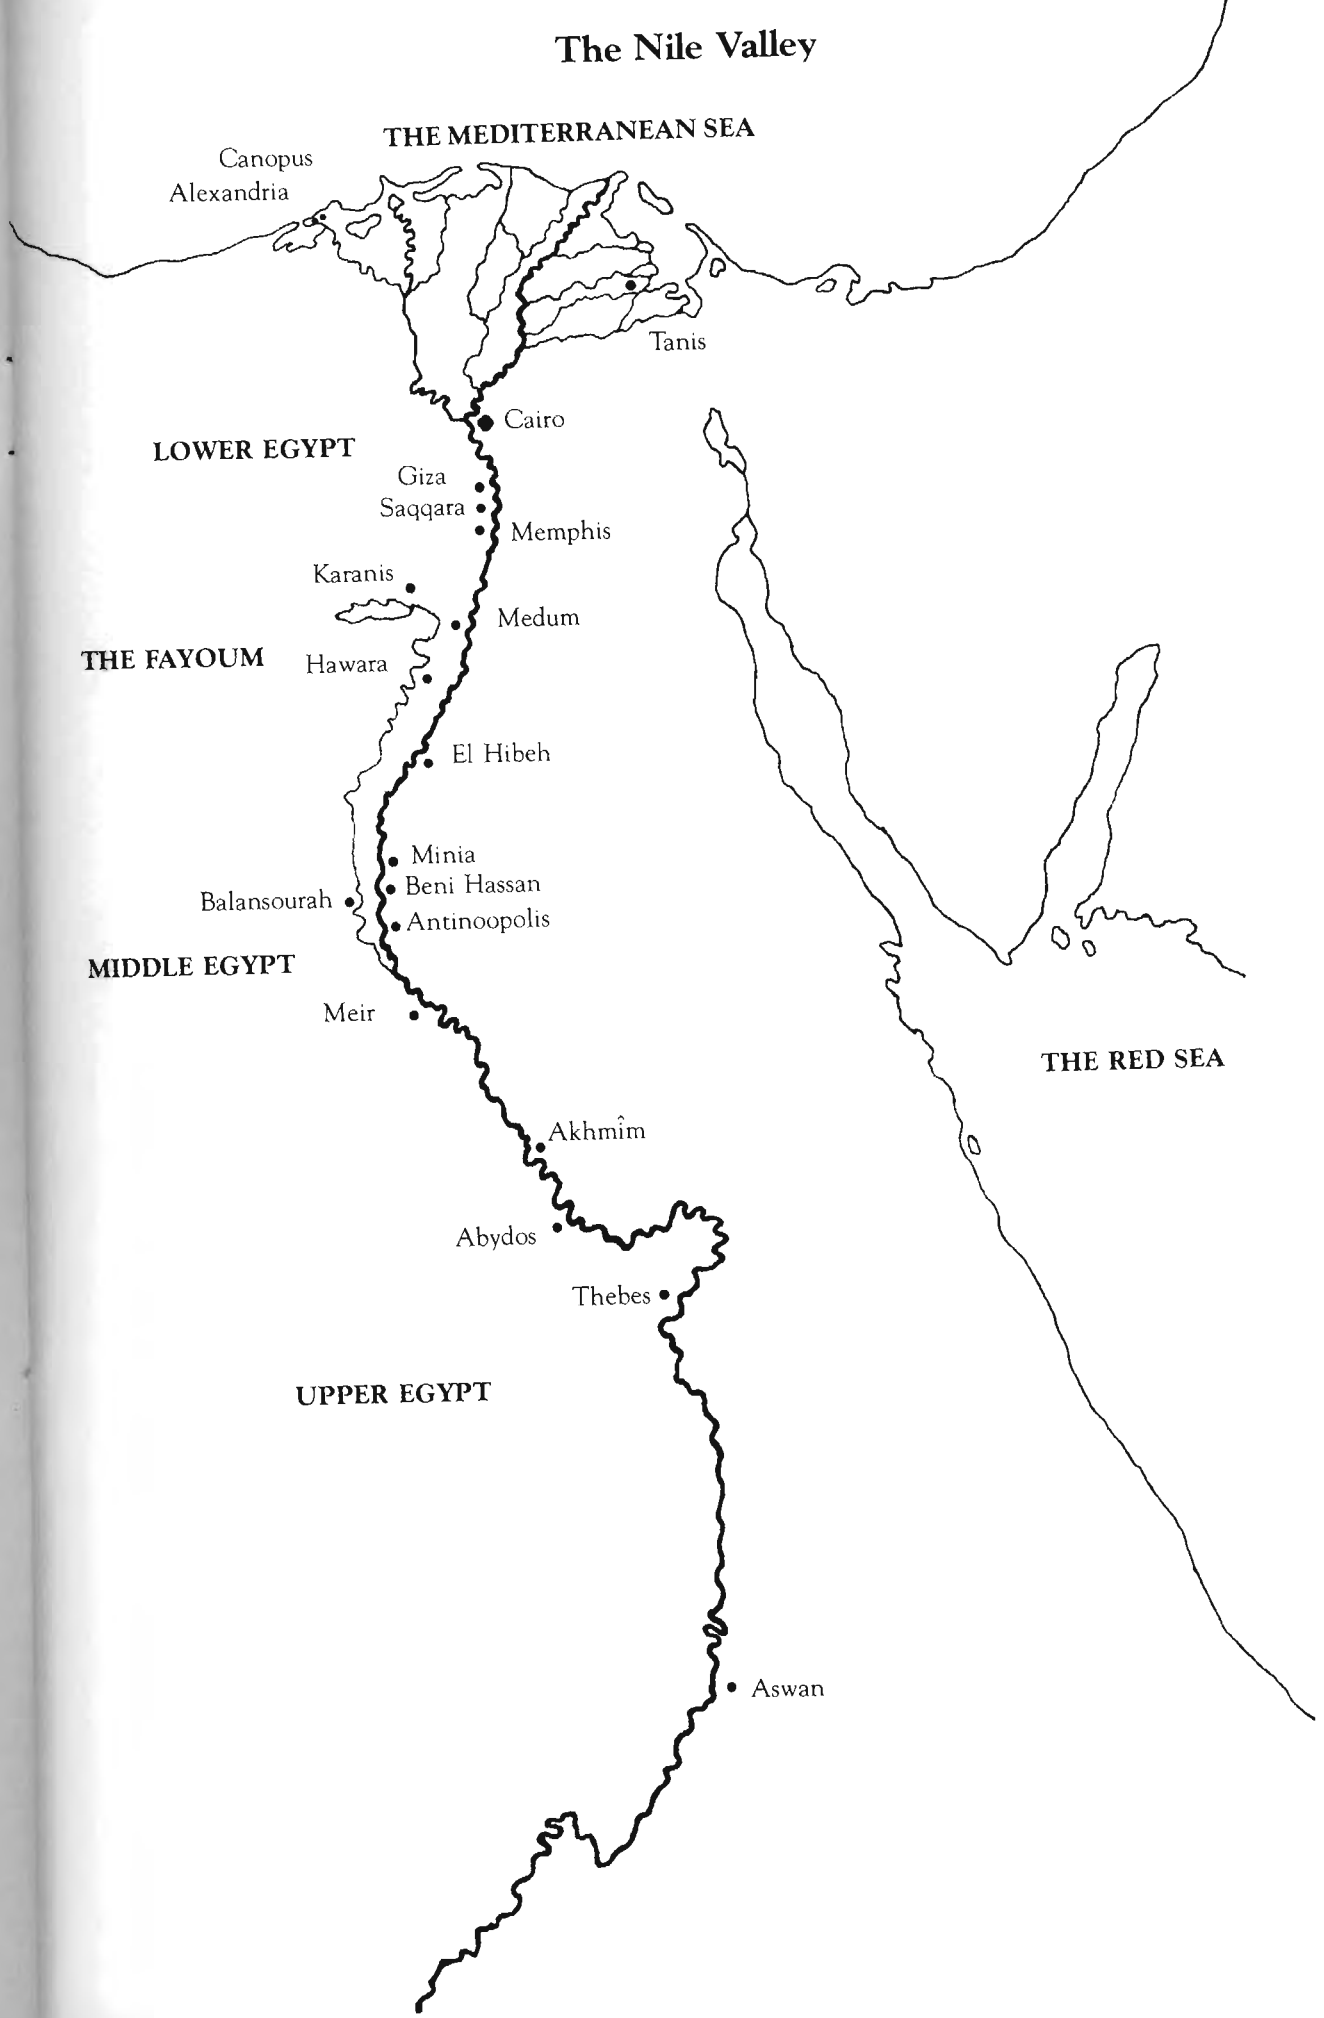 The Nile Valley
THE MEDITERRANEAN SEA
Canopus
Alexandria
Tanis
Cairo
LOWER EGYPT
Giza
Saqqara
Memphis
Karanis
Medum
THE FAYOUM
Hawara
El Hibeh
Minia
Beni Hassan
Balansourah
Antinoopolis
MIDDLE EGYPT
Meir
THE RED SEA
Akhmîm
Abydos
Thebes
UPPER EGYPT
Aswan